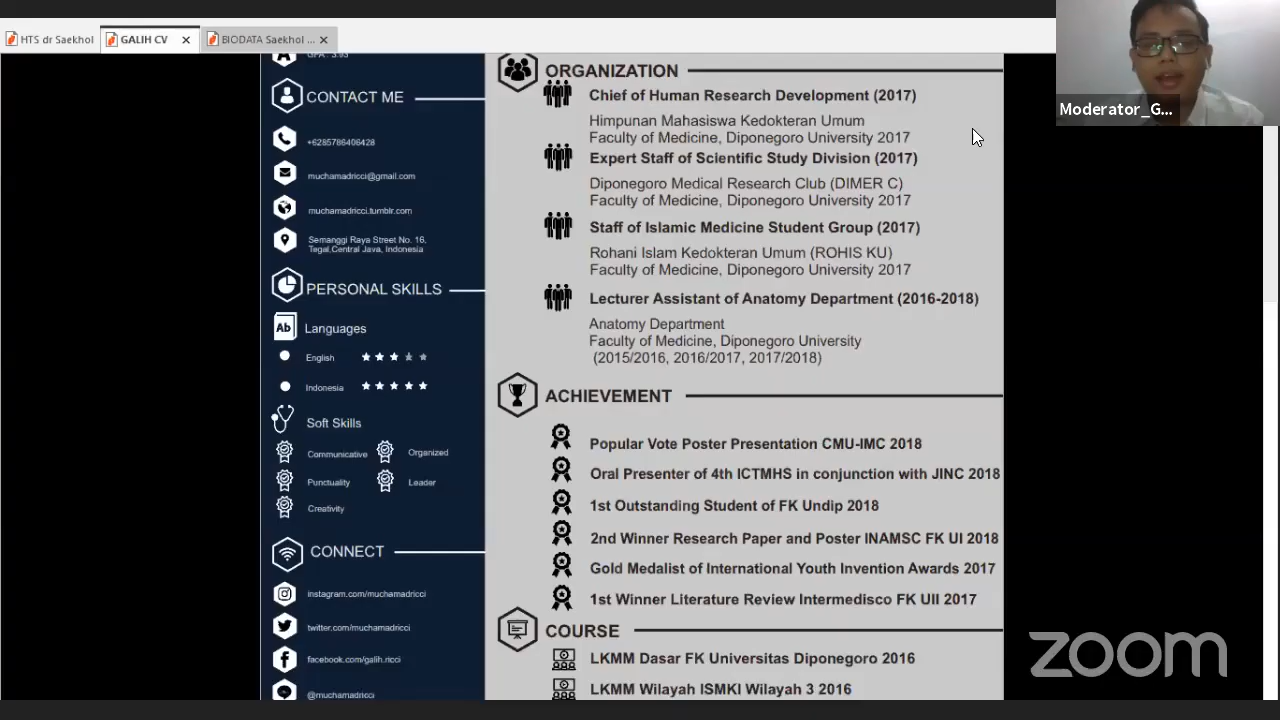 HTS dr Saekhol
GALIH CV
BIODATA Saekhol ...
Moderator_G...
GPA : 3.93
CONTACT ME
+6285786406428
muchamadricci@gmail.com
muchamadricci.tumblr.com
Semanggi Raya Street No. 16,
Tegal,Central Java, Indonesia
PERSONAL SKILLS
Ab
Languages
English
Indonesia
Soft Skills
Communicative
Organized
Punctuality
Leader
Creativity
CONNECT
instagram.com/muchamadricci
twitter.com/muchamadricci
facebook.com/galih.ricci
@muchamadricci
ORGANIZATION
Chief of Human Research Development (2017)
Himpunan Mahasiswa Kedokteran Umum
Faculty of Medicine, Diponegoro University 2017
Expert Staff of Scientific Study Division (2017)
Diponegoro Medical Research Club (DIMER C)
Faculty of Medicine, Diponegoro University 2017
Staff of Islamic Medicine Student Group (2017)
Rohani Islam Kedokteran Umum (ROHIS KU)
Faculty of Medicine, Diponegoro University 2017
Lecturer Assistant of Anatomy Department (2016-2018)
Anatomy Department
Faculty of Medicine, Diponegoro University
(2015/2016, 2016/2017, 2017/2018)
ACHIEVEMENT
Popular Vote Poster Presentation CMU-IMC 2018
Oral Presenter of 4th ICTMHS in conjunction with JINC 2018
1st Outstanding Student of FK Undip 2018
2nd Winner Research Paper and Poster INAMSC FK UI 2018
Gold Medalist of International Youth Invention Awards 2017
1st Winner Literature Review Intermedisco FK UII 2017
COURSE
LKMM Dasar FK Universitas Diponegoro 2016
LKMM Wilayah ISMKI Wilayah 3 2016
zoom